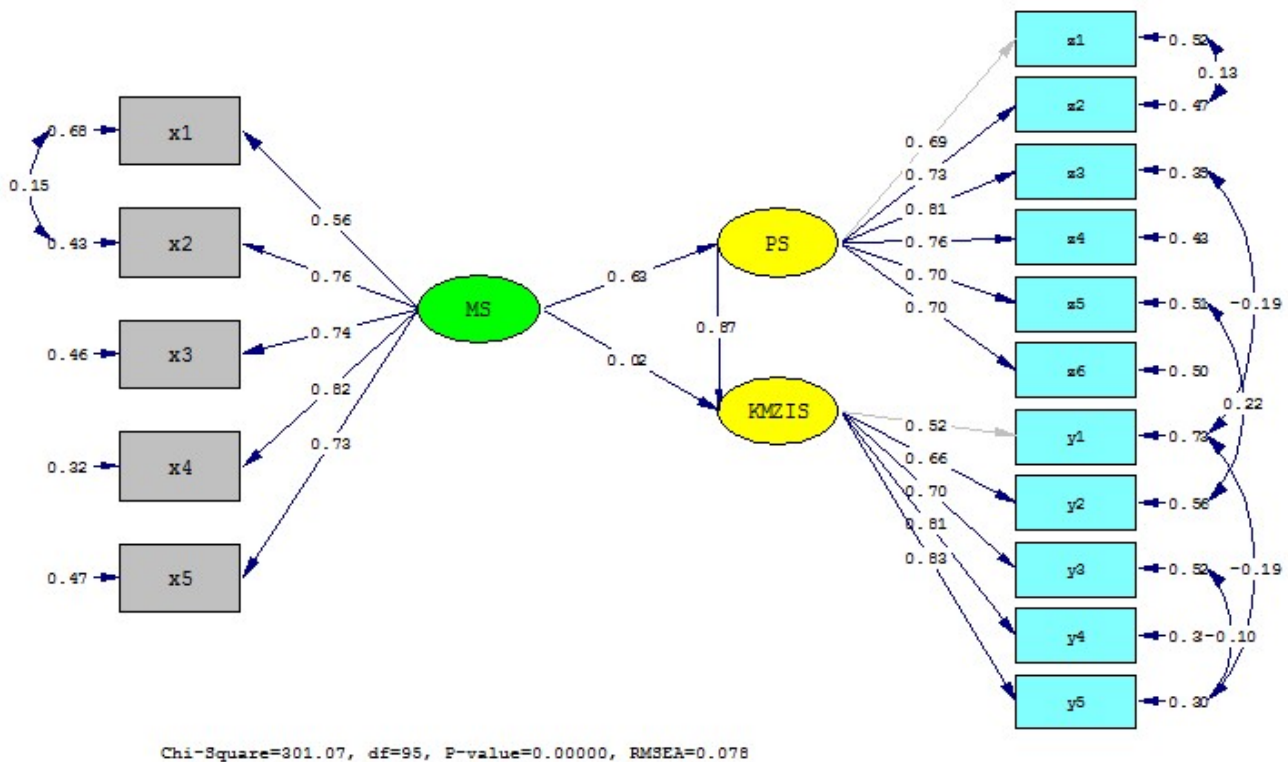 z1
0.52
0.13
z2
0.47
x1
0.68
0.69
z3
0.35
0.73
0.15
0.81
x2
0.43
0.56
PS
0.76
z4
0.43
0.76
0.63
0.70
z5
0.51
-0.19
MS
0.70
0.87
x3
0.46
0.74
0.02
z6
0.50
0.82
KMZIS
0.52
0.22
y1
0.73
0.73
0.66
x4
0.32
0.70
y2
0.56
0.81
0.83
y3
0.52
-0.19
x5
0.47
y4
-0.10
y5
0.30
Chi-Square=301.07, df=95, P-value=0.00000, RMSEA=0.078